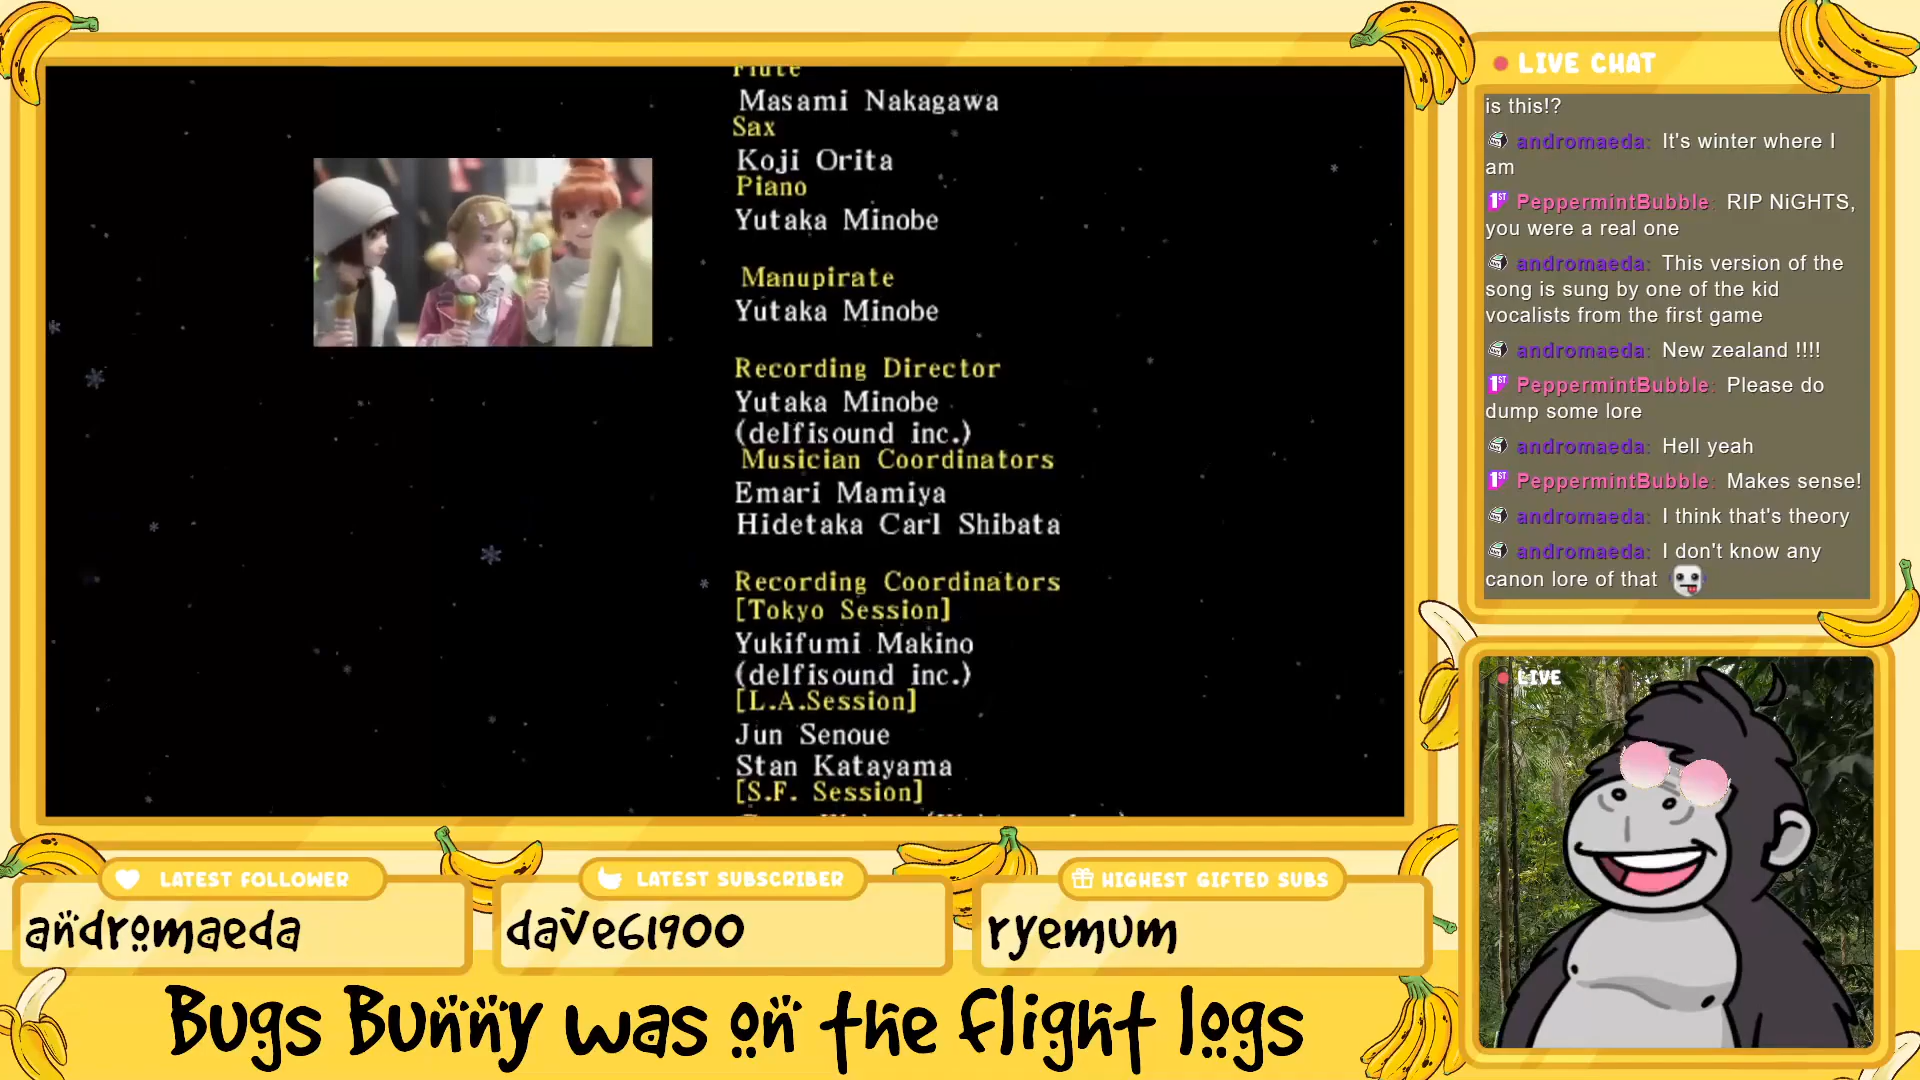 Flute
Masami Nakagawa
Sax
Koji Orita
Piano
Yutaka Minobe
Manupirate
Yutaka Minobe
Recording Director
Yutaka Minobe
(delfisound inc.)
Musician Coordinators
Emari Mamiya
Hidetaka Carl Shibata
Recording Coordinators
[Tokyo Session]
Yukifumi Makino
(delfisound inc.)
[L.A.Session]
Jun Senoue
Stan Katayama
[S.F. Session]
LIVE CHAT
is this!?
andromaeda: It's winter where I
am
1ST PeppermintBubble: RIP NiGHTS,
you were a real one
andromaeda: This version of the
song is sung by one of the kid
vocalists from the first game
andromaeda: New zealand !!!!
1ST PeppermintBubble: Please do
dump some lore
andromaeda: Hell yeah
1ST PeppermintBubble: Makes sense!
andromaeda: I think that's theory
andromaeda: I don't know any
canon lore of that
LIVE
LATEST FOLLOWER
andromaeda
LATEST SUBSCRIBER
dave61900
HIGHEST GIFTED SUBS
ryemum
Bugs Bunny was on the flight logs